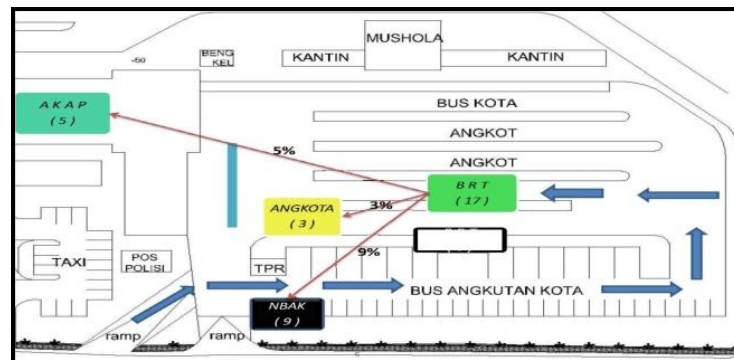 MUSHOLA
BENG
KEL
KANTIN
KANTIN
-50
AKAP
(5)
BUS KOTA
ANGKOT
5%
ANGKOT
BRT
(17)
3%
ANGKOTA
(3)
TAXI
POS
POLISI
TPR
9%
BUS ANGKUTAN KOTA
NBAK
(9)
ramp
ramp